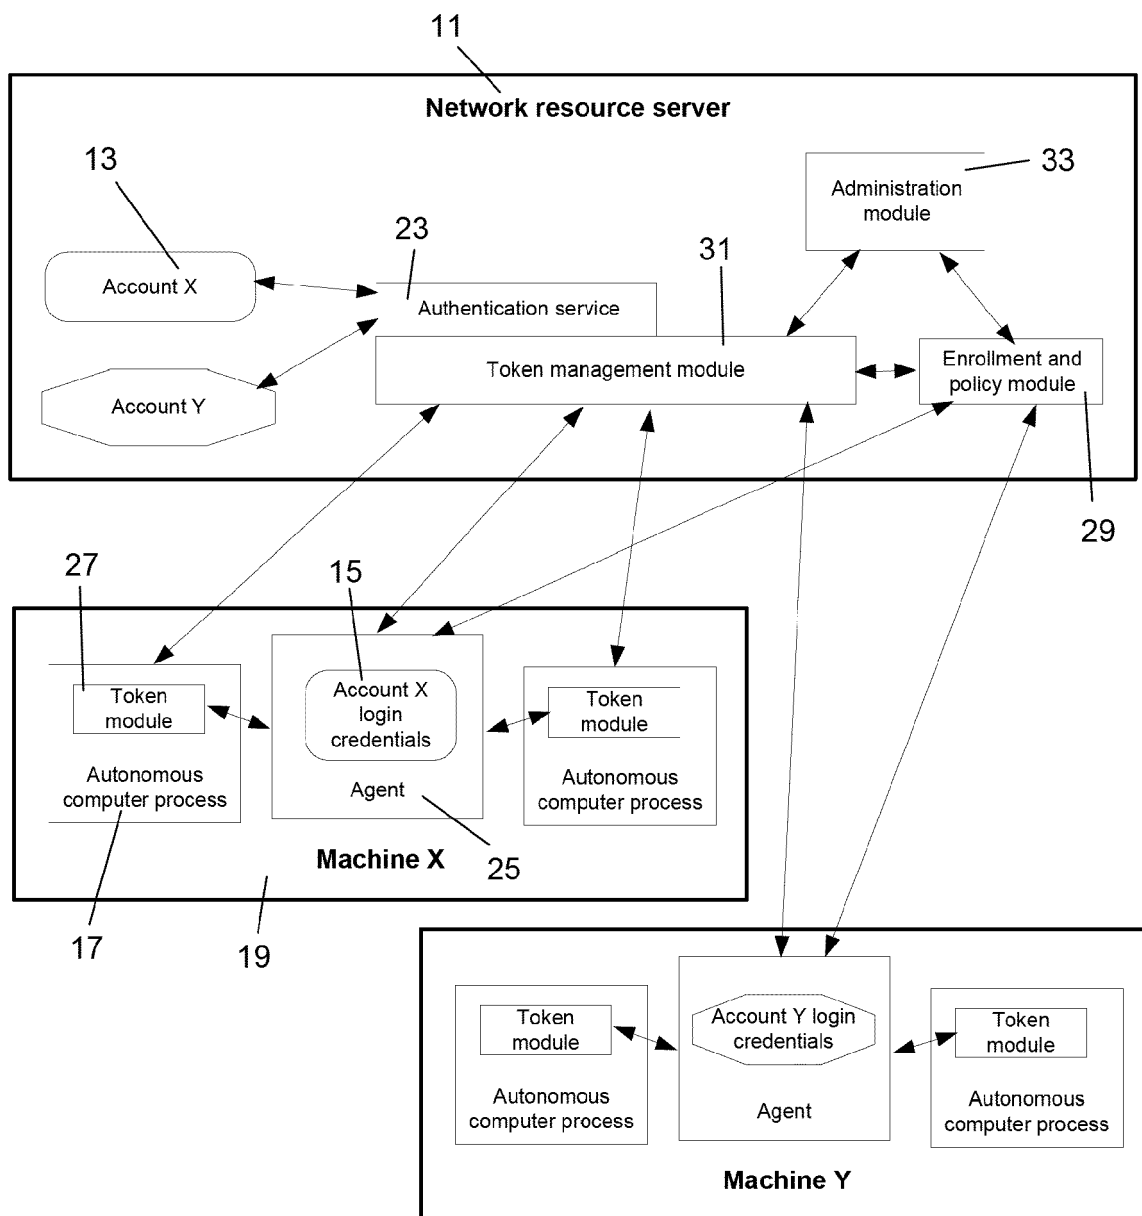 11
Network resource server
13
33
Administration
module
23
31
Account X
Authentication service
Token management module
Enrollment and
policy module
Account Y
29
27
15
Token
module
Account X
login
credentials
Token
module
Autonomous
computer process
Agent
Autonomous
computer process
Machine X
25
17
19
Token
module
Account Y login
credentials
Token
module
Autonomous
computer process
Agent
Autonomous
computer process
Machine Y